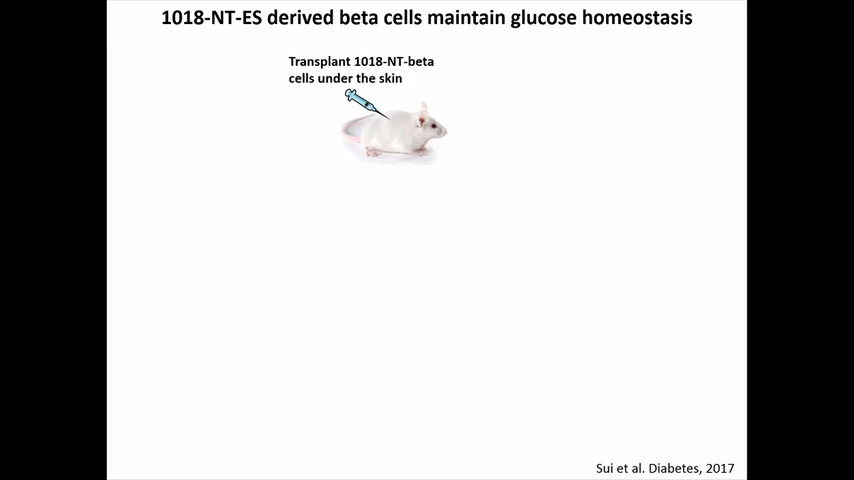 1018-NT-ES derived beta cells maintain glucose homeostasis
Transplant 1018-NT-beta
cells under the skin
Sui et al. Diabetes, 2017